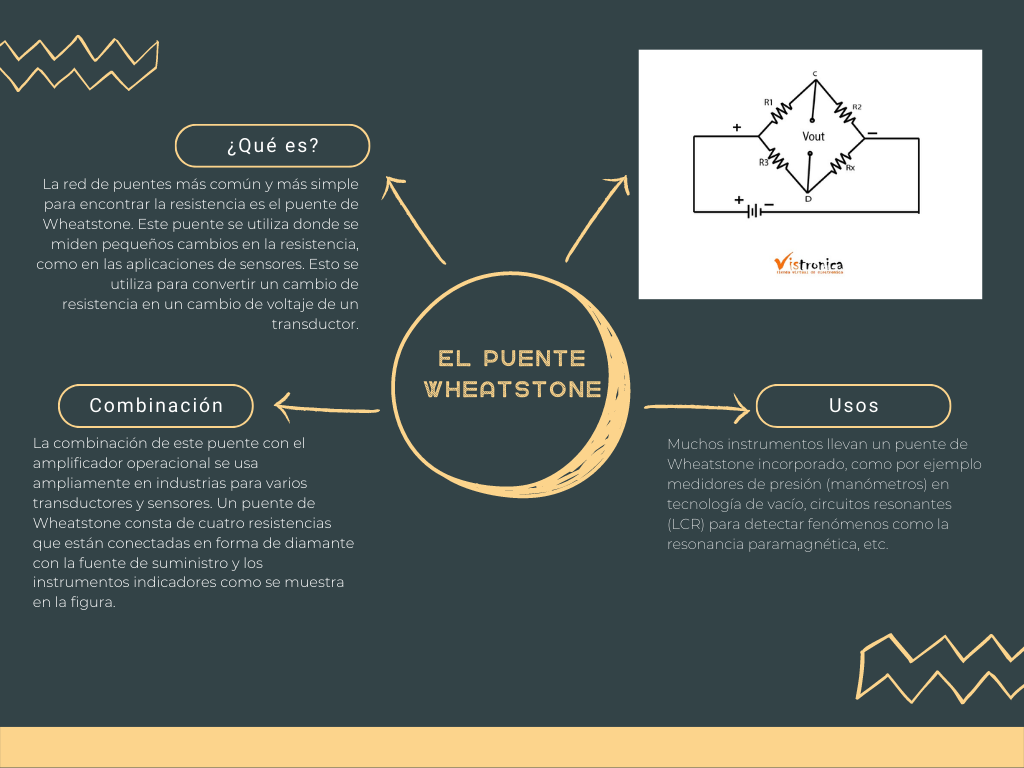 ¿Qué es?
La red de puentes más común y más simple
para encontrar la resistencia es el puente de
Wheatstone. Este puente se utiliza donde se
miden pequeños cambios en la resistencia,
como en las aplicaciones de sensores. Esto se
utiliza para convertir un cambio de
resistencia en un cambio de voltaje de un
transductor.
C
R1
R2
+
Vout
−
R3
Rx
D
+
−
Vistronica
TIENDA VIRTUAL DE ELECTRÓNICA
EL PUENTE
WHEATSTONE
Combinación
La combinación de este puente con el
amplificador operacional se usa
ampliamente en industrias para varios
transductores y sensores. Un puente de
Wheatstone consta de cuatro resistencias
que están conectadas en forma de diamante
con la fuente de suministro y los
instrumentos indicadores como se muestra
en la figura.
Usos
Muchos instrumentos llevan un puente de
Wheatstone incorporado, como por ejemplo
medidores de presión (manómetros) en
tecnología de vacío, circuitos resonantes
(LCR) para detectar fenómenos como la
resonancia paramagnética, etc.